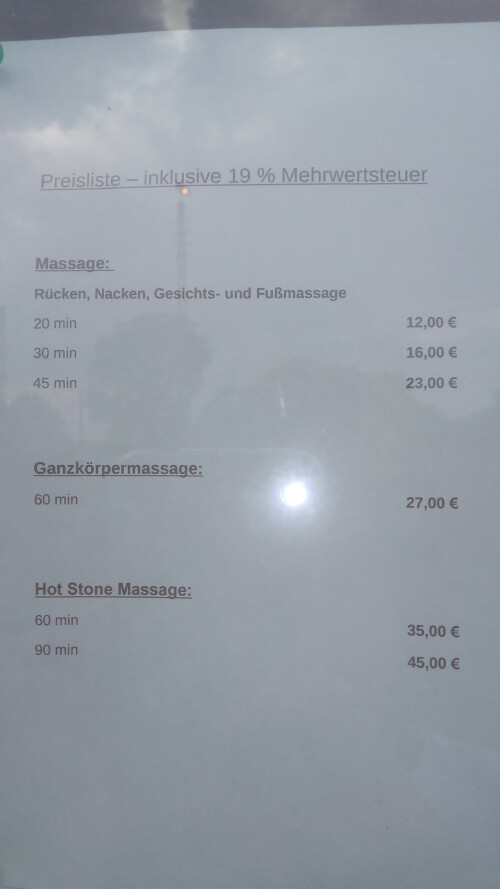 Preisliste – inklusive 19 % Mehrwertsteuer
Massage:
Rücken, Nacken, Gesichts- und Fußmassage
20 min 12,00 €
30 min 16,00 €
45 min 23,00 €
Ganzkörpermassage:
60 min 27,00 €
Hot Stone Massage:
60 min 35,00 €
90 min 45,00 €